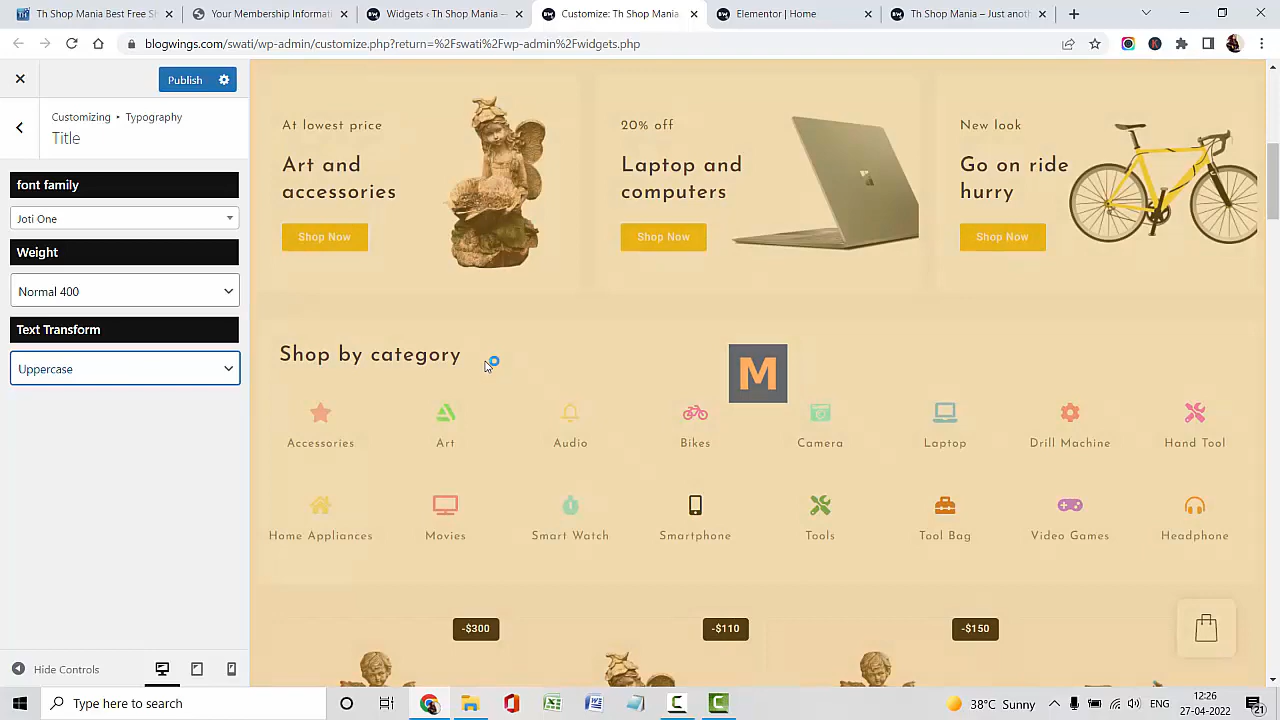 Th Shop Mania Best Free S
Your Membership Informati
Widgets ‹ Th Shop Mania
Customize: Th Shop Mania
Elementor | Home
Th Shop Mania – Just anoth
blogwings.com/swati/wp-admin/customize.php?return=%2Fswati%2Fwp-admin%2Fwidgets.php
Publish
Customizing ▸ Typography
Title
font family
Joti One
Weight
Normal 400
Text Transform
Uppercase
Hide Controls
At lowest price
Art and
accessories
Shop Now
20% off
Laptop and
computers
Shop Now
New look
Go on ride
hurry
Shop Now
Shop by category
M
Accessories
Art
Audio
Bikes
Camera
Laptop
Drill Machine
Hand Tool
Home Appliances
Movies
Smart Watch
Smartphone
Tools
Tool Bag
Video Games
Headphone
-$300
-$110
-$150
Type here to search
38°C Sunny
ENG
12:26
27-04-2022
21